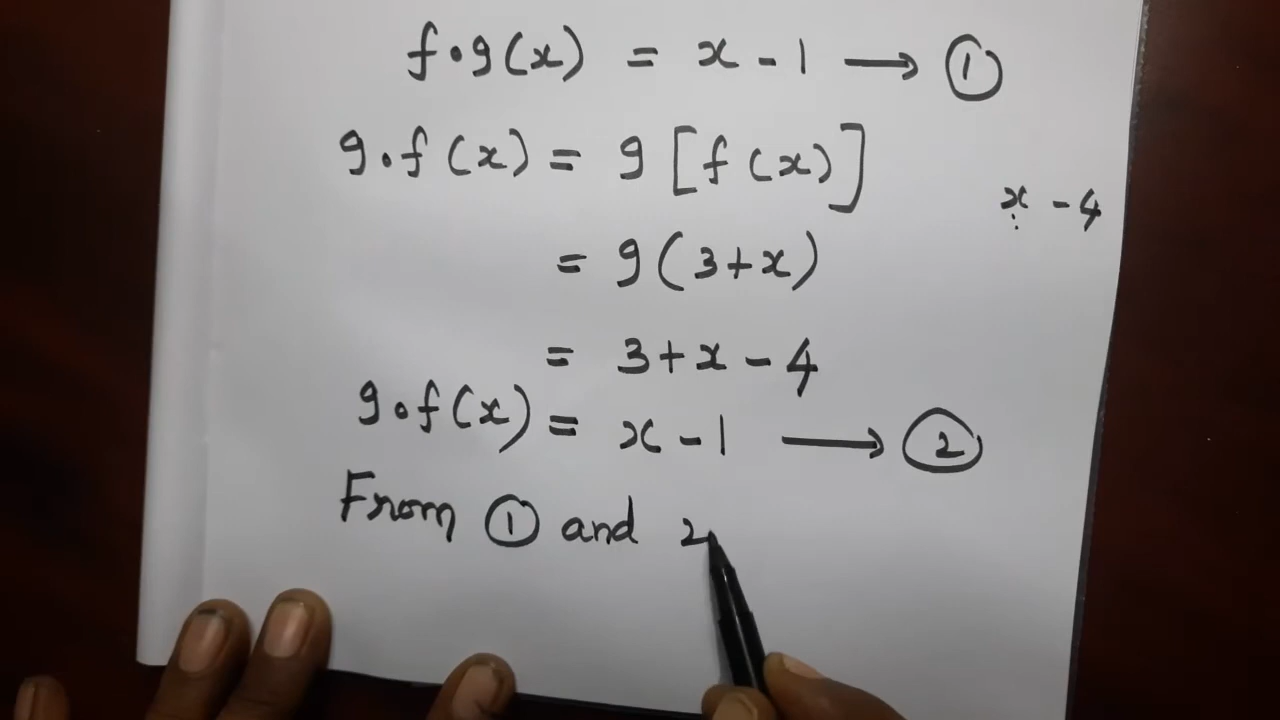 f∘g(x) = x - 1 → ①
g∘f(x) = g[f(x)]
x - 4
= g(3+x)
= 3+x-4
g∘f(x) = x - 1 → ②
From ① and 2